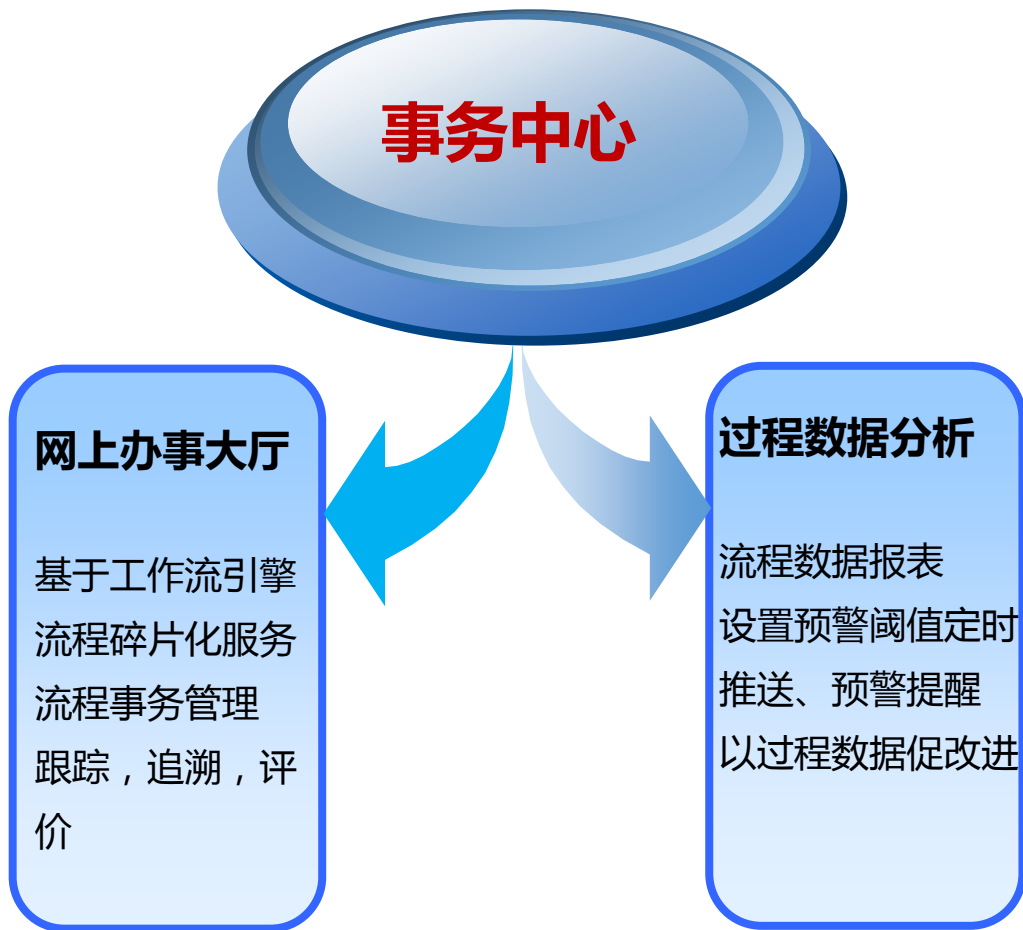 事务中心
网上办事大厅
基于工作流引擎
流程碎片化服务
流程事务管理
跟踪，追溯，评
价
过程数据分析
流程数据报表
设置预警阈值定时
推送、预警提醒
以过程数据促改进